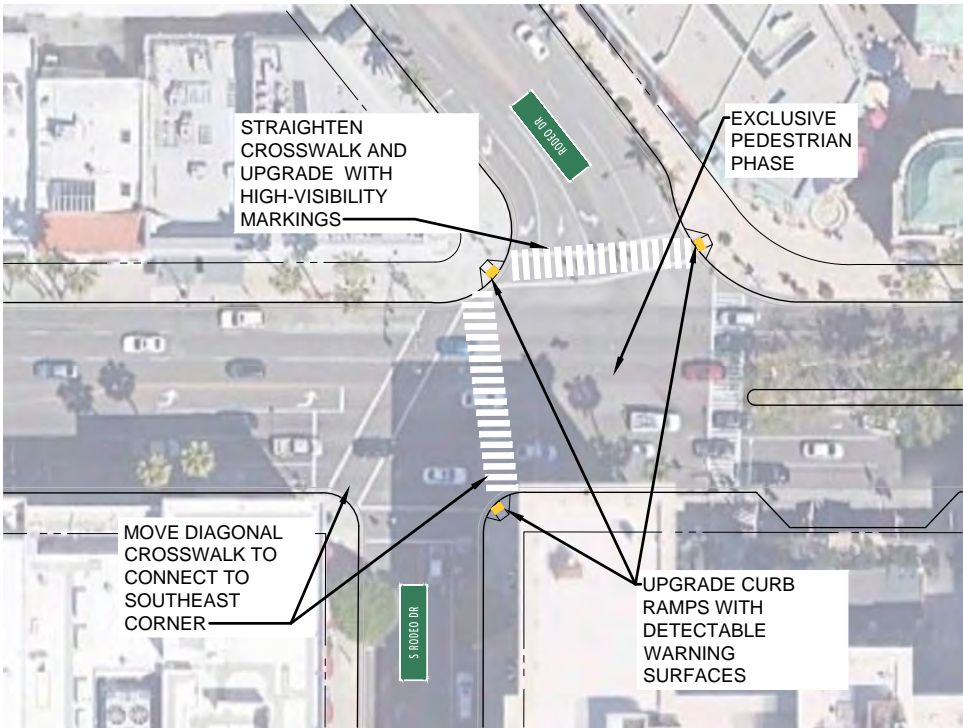 STRAIGHTEN
CROSSWALK AND
UPGRADE WITH
HIGH-VISIBILITY
MARKINGS
RODEO DR
EXCLUSIVE
PEDESTRIAN
PHASE
MOVE DIAGONAL
CROSSWALK TO
CONNECT TO
SOUTHEAST
CORNER
S RODEO DR
UPGRADE CURB
RAMPS WITH
DETECTABLE
WARNING
SURFACES